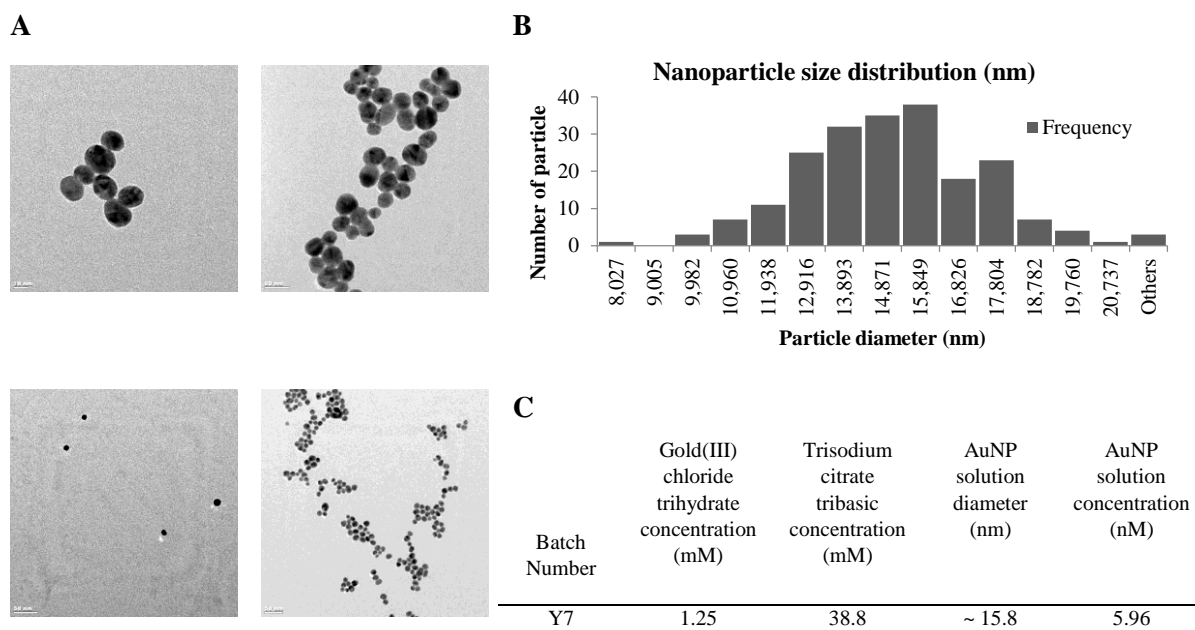 A
B
Nanoparticle size distribution (nm)
Number of particle
40
30
20
10
0
Frequency
8,027
9,005
9,982
10,960
11,938
12,916
13,893
14,871
15,849
16,826
17,804
18,782
19,760
20,737
Others
Particle diameter (nm)
50 nm
C
Batch
Number
Gold(III)
chloride
trihydrate
concentration
(mM)
Trisodium
citrate
tribasic
concentration
(mM)
AuNP
solution
diameter
(nm)
AuNP
solution
concentration
(nM)
Y7 1.25 38.8 ~ 15.8 5.96